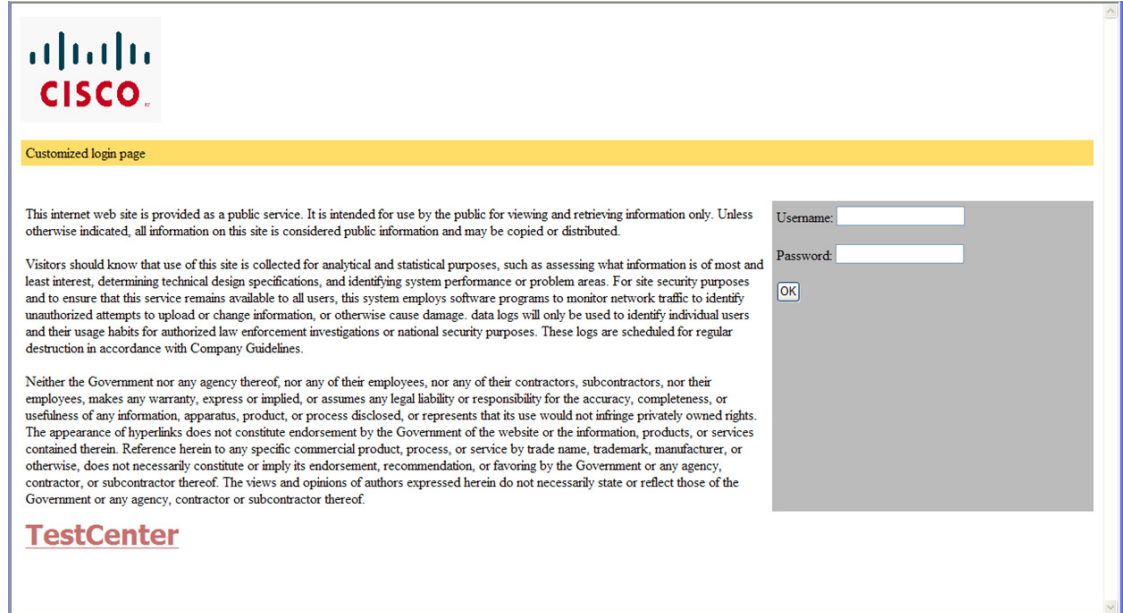 CISCO
Customized login page
This internet web site is provided as a public service. It is intended for use by the public for viewing and retrieving information only. Unless
otherwise indicated, all information on this site is considered public information and may be copied or distributed.
Username:
Password:
OK
Visitors should know that use of this site is collected for analytical and statistical purposes, such as assessing what information is of most and
least interest, determining technical design specifications, and identifying system performance or problem areas. For site security purposes
and to ensure that this service remains available to all users, this system employs software programs to monitor network traffic to identify
unauthorized attempts to upload or change information, or otherwise cause damage. data logs will only be used to identify individual users
and their usage habits for authorized law enforcement investigations or national security purposes. These logs are scheduled for regular
destruction in accordance with Company Guidelines.
Neither the Government nor any agency thereof, nor any of their employees, nor any of their contractors, subcontractors, nor their
employees, makes any warranty, express or implied, or assumes any legal liability or responsibility for the accuracy, completeness, or
usefulness of any information, apparatus, product, or process disclosed, or represents that its use would not infringe privately owned rights.
The appearance of hyperlinks does not constitute endorsement by the Government of the website or the information, products, or services
contained therein. Reference herein to any specific commercial product, process, or service by trade name, trademark, manufacturer, or
otherwise, does not necessarily constitute or imply its endorsement, recommendation, or favoring by the Government or any agency,
contractor, or subcontractor thereof. The views and opinions of authors expressed herein do not necessarily state or reflect those of the
Government or any agency, contractor or subcontractor thereof.
TestCenter